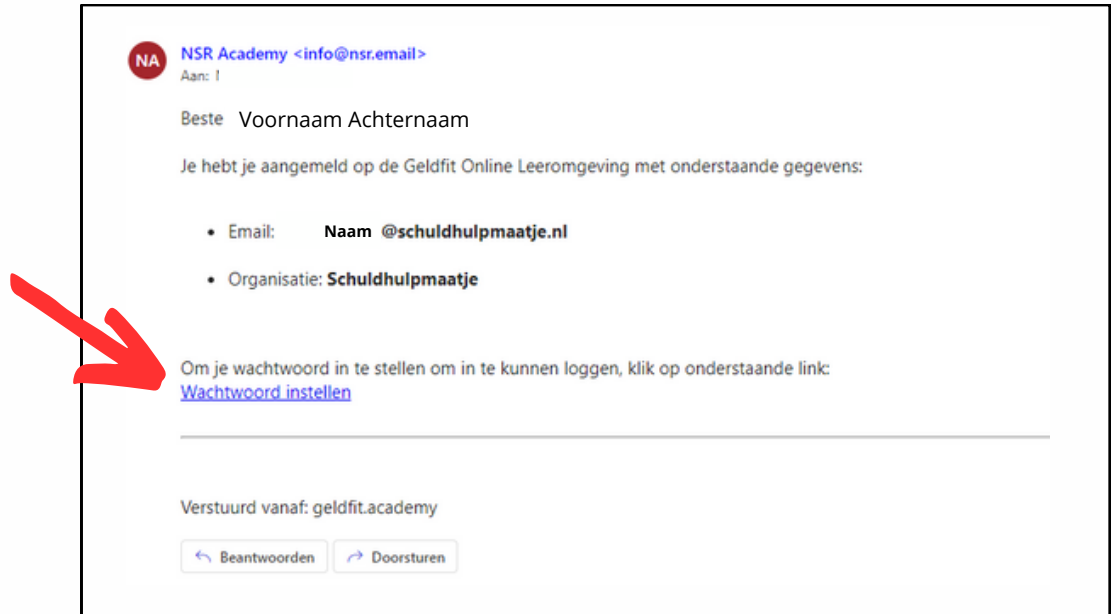 NA
NSR Academy <info@nsr.email>
Aan:
Beste Voornaam Achternaam
Je hebt je aangemeld op de Geldfit Online Leeromgeving met onderstaande gegevens:
• Email: Naam @schuldhulpmaatje.nl
• Organisatie: Schuldhulpmaatje
Om je wachtwoord in te stellen om in te kunnen loggen, klik op onderstaande link:
Wachtwoord instellen
Verstuurd vanaf: geldfit.academy
Beantwoorden Doorsturen